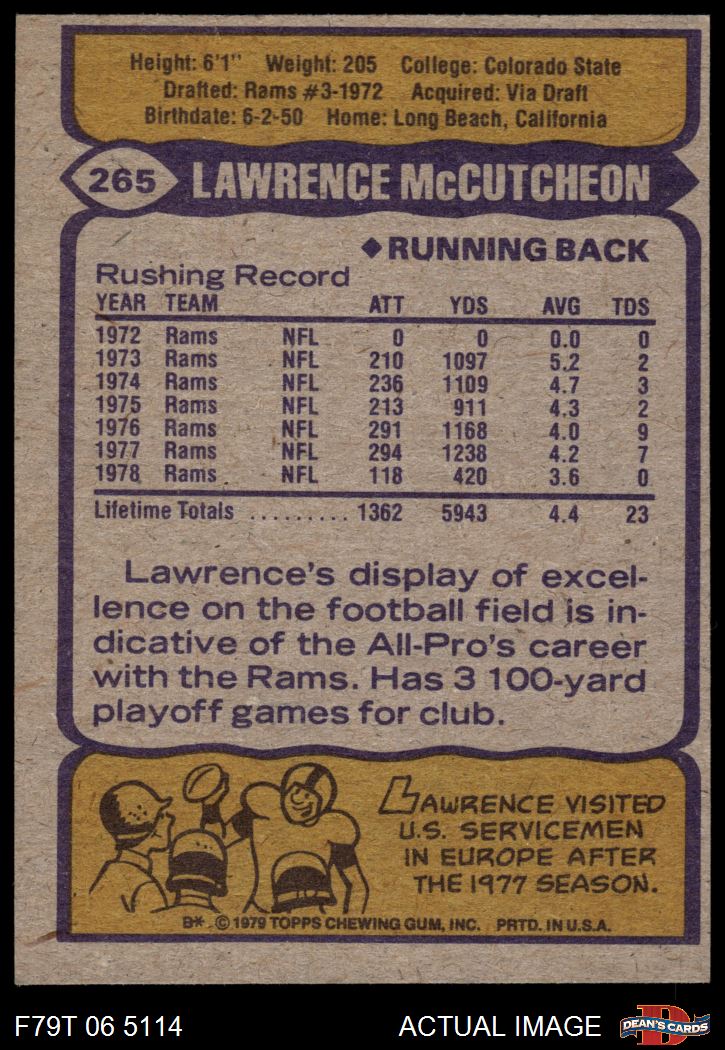 Height: 6'1" Weight: 205 College: Colorado State
Drafted: Rams #3-1972 Acquired: Via Draft
Birthdate: 6-2-50 Home: Long Beach, California
265 LAWRENCE McCUTCHEON
◆RUNNING BACK
Rushing Record
YEAR TEAM ATT YDS AVG TDS
1972 Rams NFL 0 0 0.0 0
1973 Rams NFL 210 1097 5.2 2
1974 Rams NFL 236 1109 4.7 3
1975 Rams NFL 213 911 4.3 2
1976 Rams NFL 291 1168 4.0 9
1977 Rams NFL 294 1238 4.2 7
1978 Rams NFL 118 420 3.6 0
Lifetime Totals ......... 1362 5943 4.4 23
Lawrence's display of excel-
lence on the football field is in-
dicative of the All-Pro's career
with the Rams. Has 3 100-yard
playoff games for club.
LAWRENCE VISITED
U.S. SERVICEMEN
IN EUROPE AFTER
THE 1977 SEASON.
B* © 1979 TOPPS CHEWING GUM, INC. PRTD. IN U.S.A.
F79T 06 5114 ACTUAL IMAGE D DEAN'S CARDS